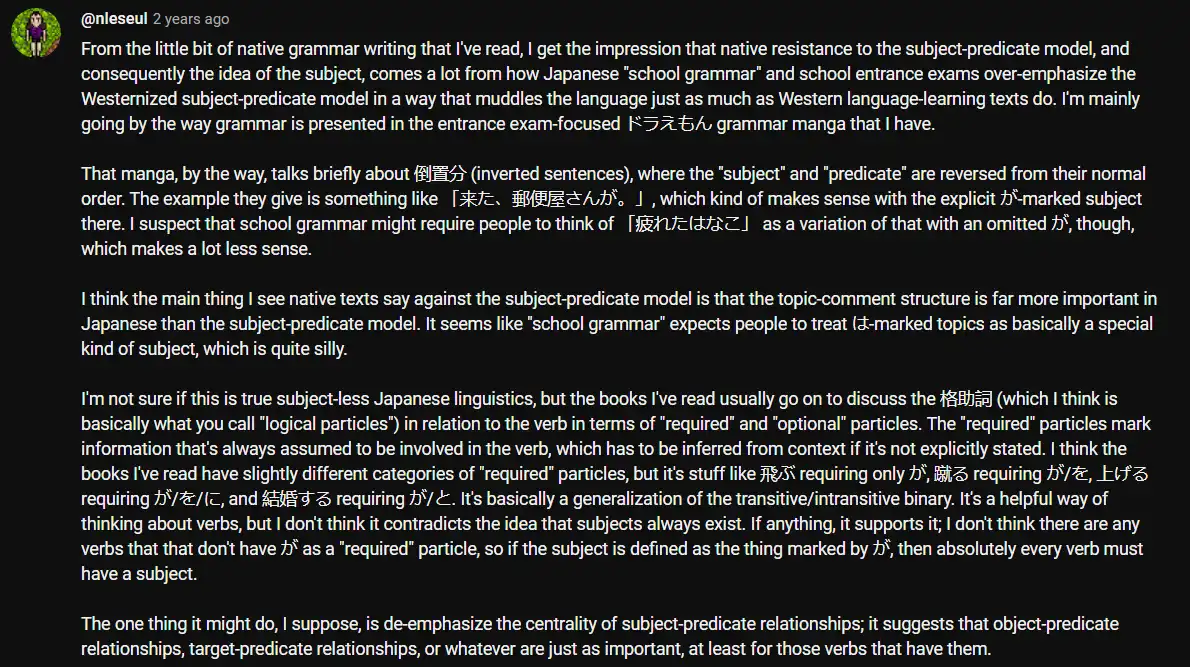 @nleseul 2 years ago
From the little bit of native grammar writing that I've read, I get the impression that native resistance to the subject-predicate model, and
consequently the idea of the subject, comes a lot from how Japanese "school grammar" and school entrance exams over-emphasize the
Westernized subject-predicate model in a way that muddles the language just as much as Western language-learning texts do. I'm mainly
going by the way grammar is presented in the entrance exam-focused ドラえもん grammar manga that I have.
That manga, by the way, talks briefly about 倒置分 (inverted sentences), where the "subject" and "predicate" are reversed from their normal
order. The example they give is something like 「来た、郵便屋さんが。」, which kind of makes sense with the explicit が-marked subject
there. I suspect that school grammar might require people to think of 「疲れたはなこ」 as a variation of that with an omitted が, though,
which makes a lot less sense.
I think the main thing I see native texts say against the subject-predicate model is that the topic-comment structure is far more important in
Japanese than the subject-predicate model. It seems like "school grammar" expects people to treat は-marked topics as basically a special
kind of subject, which is quite silly.
I'm not sure if this is true subject-less Japanese linguistics, but the books I've read usually go on to discuss the 格助詞 (which I think is
basically what you call "logical particles") in relation to the verb in terms of "required" and "optional" particles. The "required" particles mark
information that's always assumed to be involved in the verb, which has to be inferred from context if it's not explicitly stated. I think the
books I've read have slightly different categories of "required" particles, but it's stuff like 飛ぶ requiring only が, 蹴る requiring が/を, 上げる
requiring が/を/に, and 結婚する requiring が/と. It's basically a generalization of the transitive/intransitive binary. It's a helpful way of
thinking about verbs, but I don't think it contradicts the idea that subjects always exist. If anything, it supports it; I don't think there are any
verbs that that don't have が as a "required" particle, so if the subject is defined as the thing marked by が, then absolutely every verb must
have a subject.
The one thing it might do, I suppose, is de-emphasize the centrality of subject-predicate relationships; it suggests that object-predicate
relationships, target-predicate relationships, or whatever are just as important, at least for those verbs that have them.